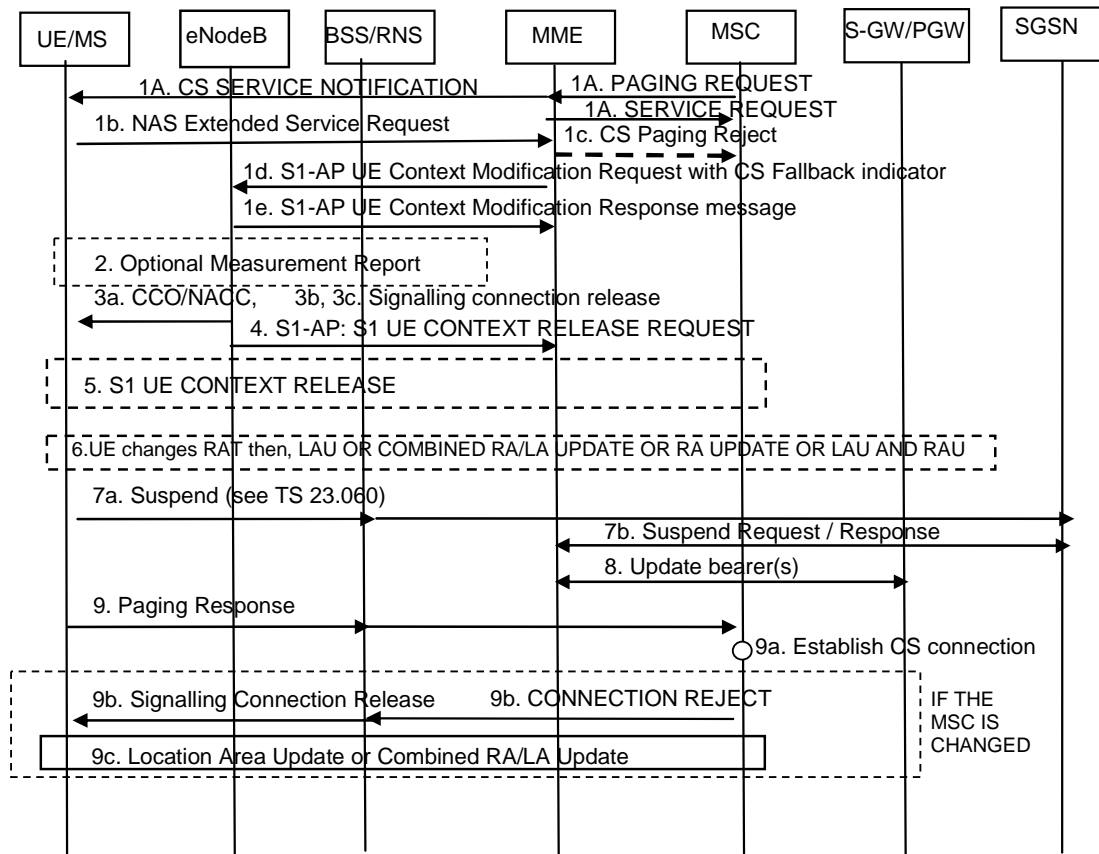 UE/MS
eNodeB
BSS/RNS
MME
MSC
S-GW/PGW
SGSN
1A. CS SERVICE NOTIFICATION
1A. PAGING REQUEST
1A. SERVICE REQUEST
1b. NAS Extended Service Request
1c. CS Paging Reject
1d. S1-AP UE Context Modification Request with CS Fallback indicator
1e. S1-AP UE Context Modification Response message
2. Optional Measurement Report
3a. CCO/NACC, 3b, 3c. Signalling connection release
4. S1-AP: S1 UE CONTEXT RELEASE REQUEST
5. S1 UE CONTEXT RELEASE
6.UE changes RAT then, LAU OR COMBINED RA/LA UPDATE OR RA UPDATE OR LAU AND RAU
7a. Suspend (see TS 23.060)
7b. Suspend Request / Response
8. Update bearer(s)
9. Paging Response
9a. Establish CS connection
9b. Signalling Connection Release
9b. CONNECTION REJECT
IF THE
MSC IS
CHANGED
9c. Location Area Update or Combined RA/LA Update